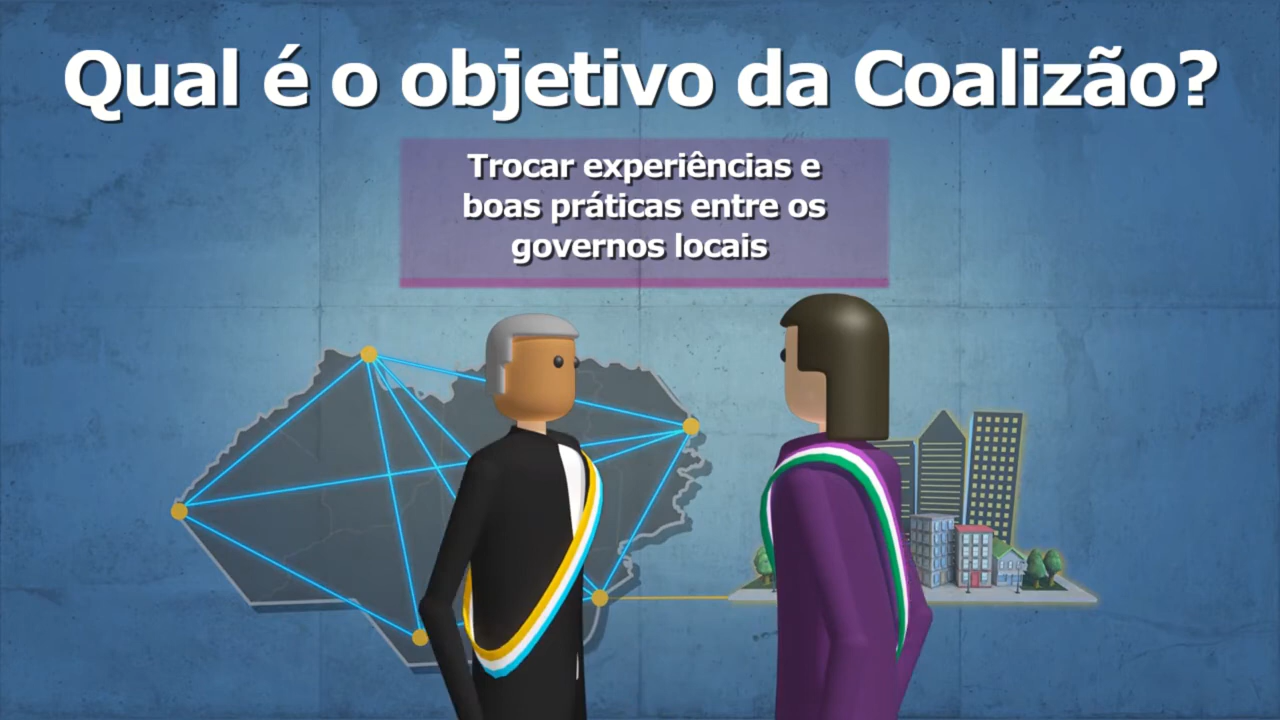 Qual é o objetivo da Coalizão?
Trocar experiências e
boas práticas entre os
governos locais